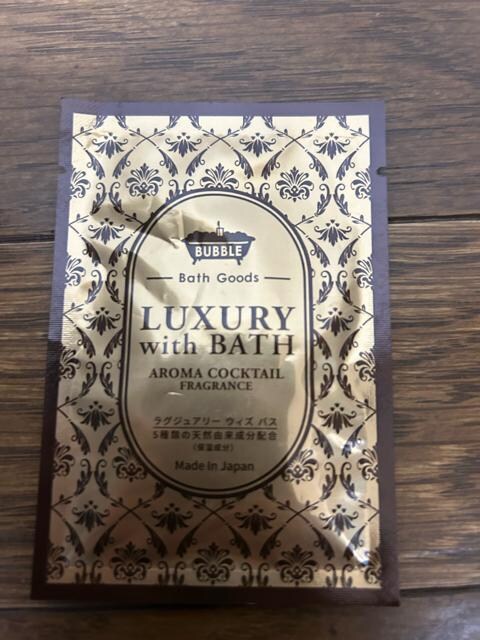 BUBBLE
Bath Goods
LUXURY
with BATH
AROMA COCKTAIL
FRAGRANCE
ラグジュアリー ウィズ バス
5種類の天然由来成分配合
(保湿成分)
Made in Japan